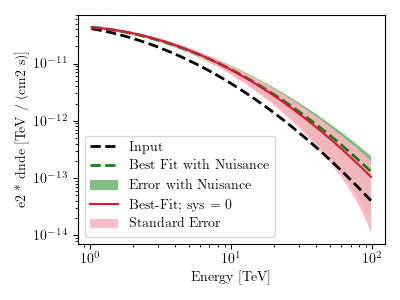 e2 * dnde [TeV / (cm2 s)]
10⁻¹¹
10⁻¹²
10⁻¹³
10⁻¹⁴
Input
Best Fit with Nuisance
Error with Nuisance
Best-Fit; sys = 0
Standard Error
10⁰ 10¹ 10²
Energy [TeV]